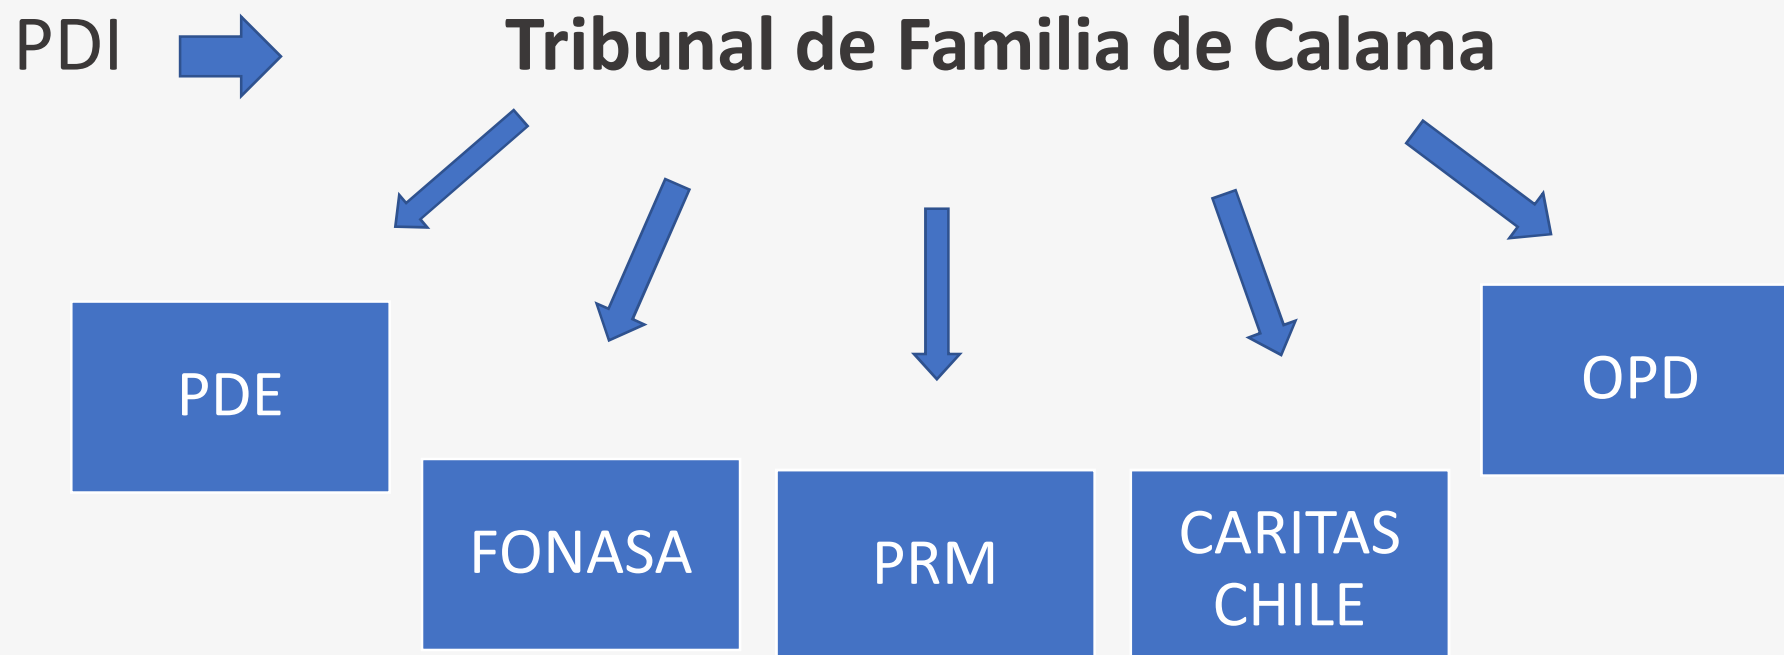 PDI
Tribunal de Familia de Calama
PDE
FONASA
PRM
CARITAS
CHILE
OPD